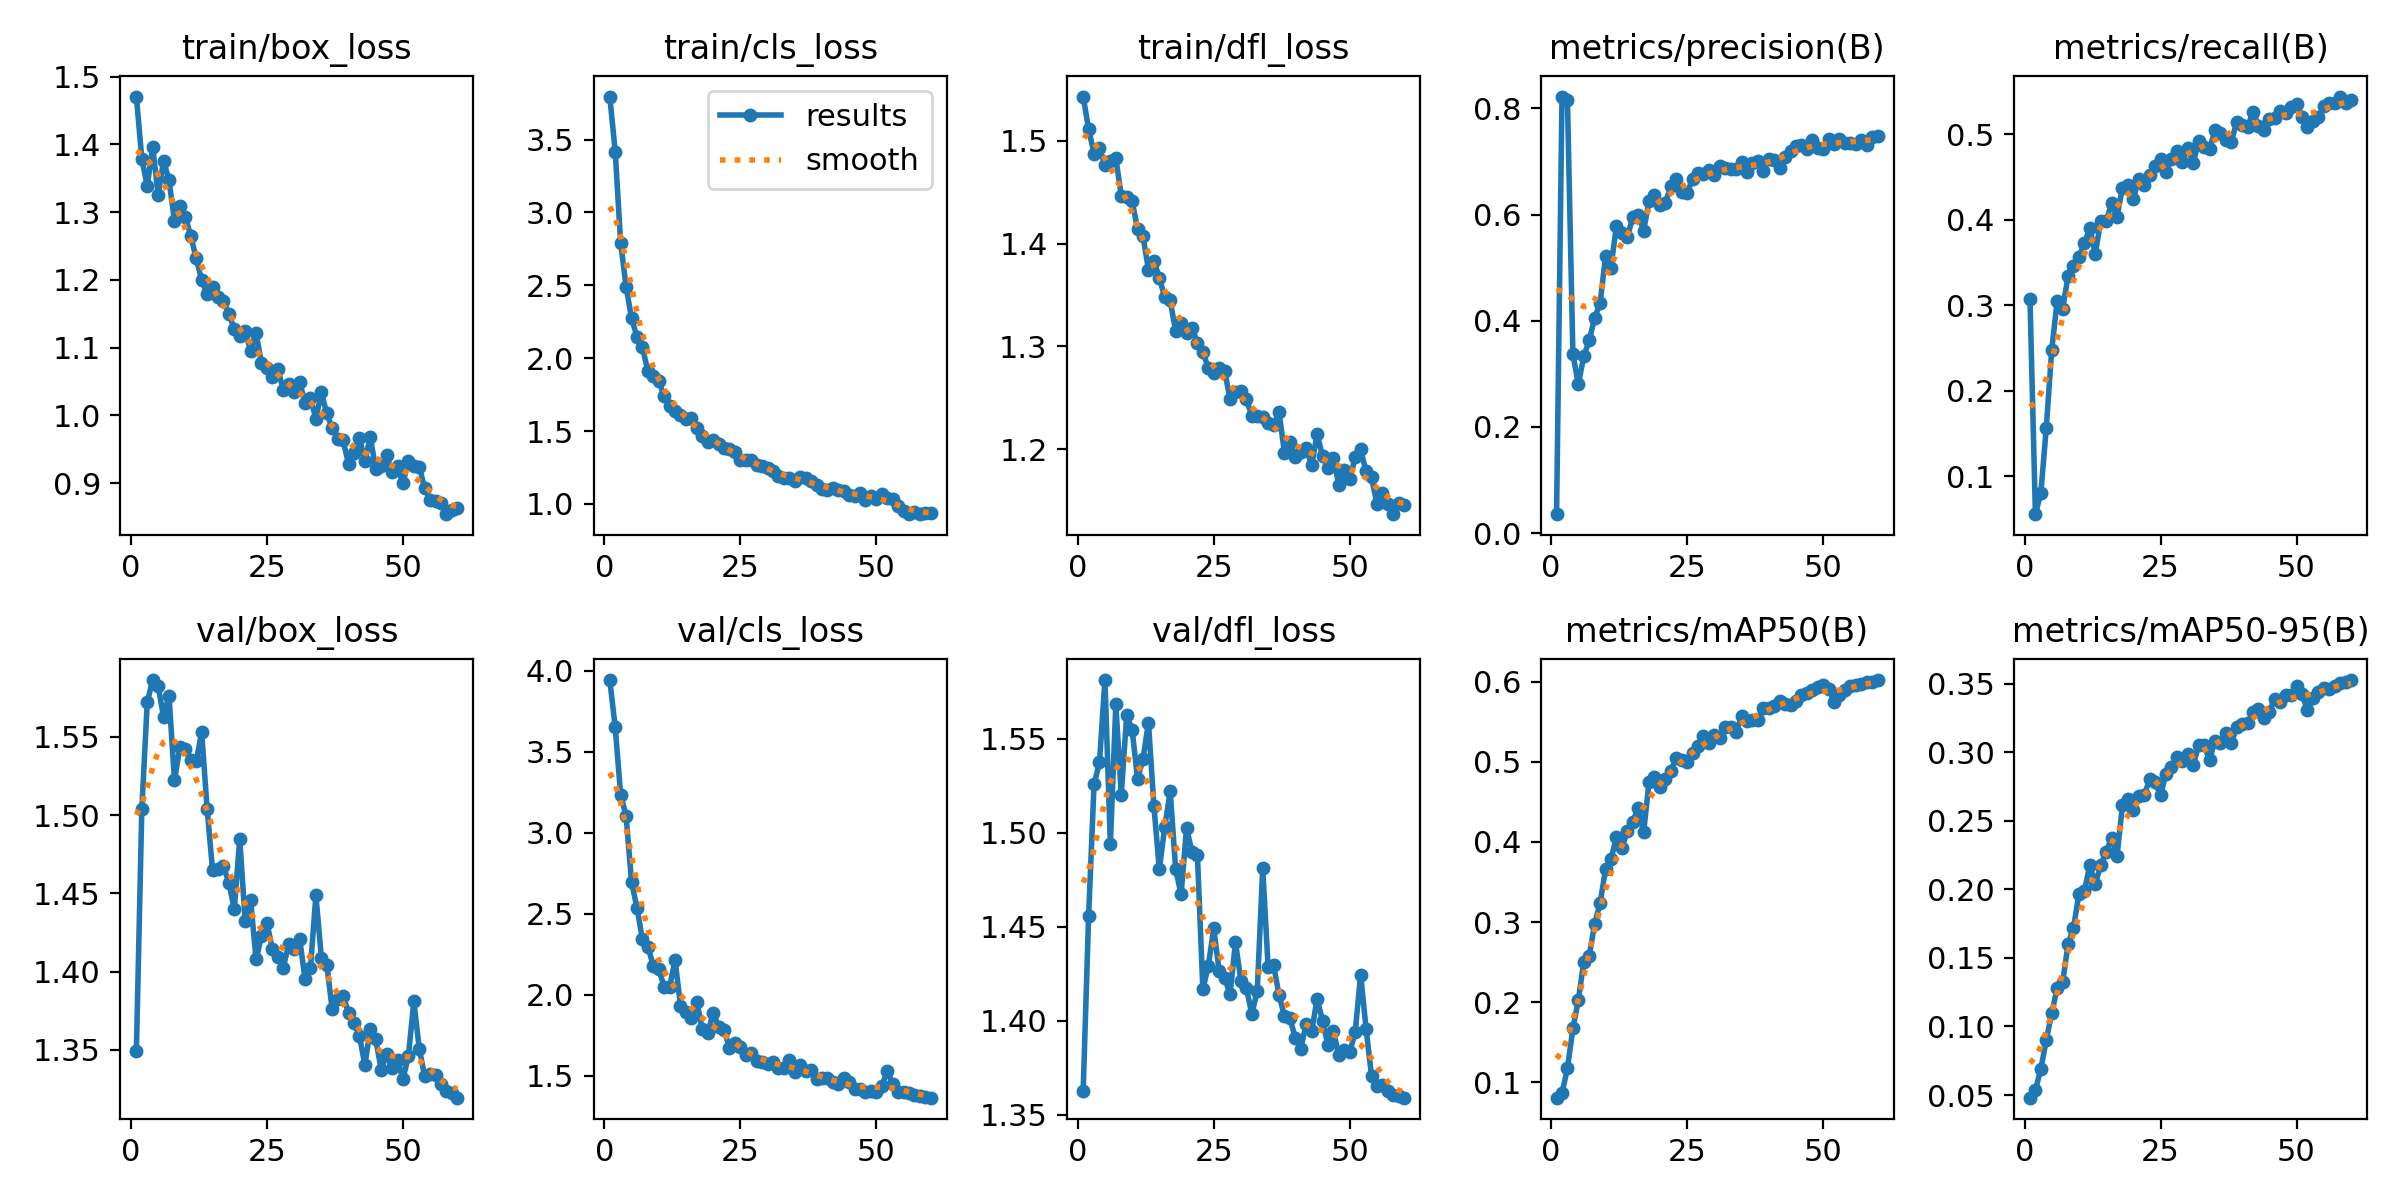 train/box_loss
1.5
1.4
1.3
1.2
1.1
1.0
0.9
0 25 50
train/cls_loss
results
smooth
3.5
3.0
2.5
2.0
1.5
1.0
0 25 50
train/dfl_loss
1.5
1.4
1.3
1.2
0 25 50
metrics/precision(B)
0.8
0.6
0.4
0.2
0.0
0 25 50
metrics/recall(B)
0.5
0.4
0.3
0.2
0.1
0 25 50
val/box_loss
1.55
1.50
1.45
1.40
1.35
0 25 50
val/cls_loss
4.0
3.5
3.0
2.5
2.0
1.5
0 25 50
val/dfl_loss
1.55
1.50
1.45
1.40
1.35
0 25 50
metrics/mAP50(B)
0.6
0.5
0.4
0.3
0.2
0.1
0 25 50
metrics/mAP50-95(B)
0.35
0.30
0.25
0.20
0.15
0.10
0.05
0 25 50